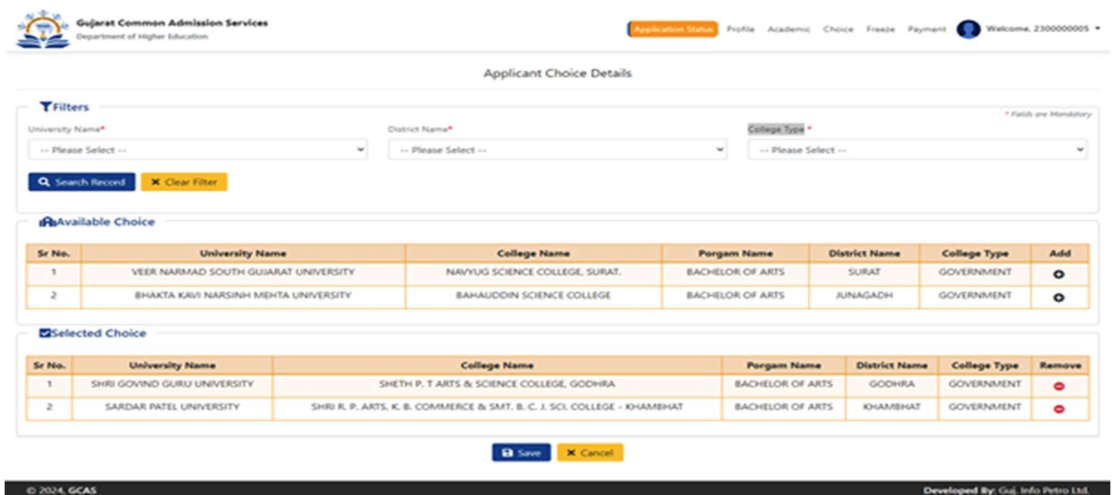 Gujarat Common Admission Services
Department of Higher Education
Application Status Profile Academic Choice Freeze Payment Welcome, 2300000005
Applicant Choice Details
Filters
* Fields are Mandatory
University Name* District Name* College Type *
-- Please Select -- -- Please Select -- -- Please Select --
Search Record Clear Filter
Available Choice
Sr No. University Name College Name Porgam Name District Name College Type Add
1 VEER NARMAD SOUTH GUJARAT UNIVERSITY NAVYUG SCIENCE COLLEGE, SURAT. BACHELOR OF ARTS SURAT GOVERNMENT
2 BHAKTA KAVI NARSINH MEHTA UNIVERSITY BAHAUDDIN SCIENCE COLLEGE BACHELOR OF ARTS JUNAGADH GOVERNMENT
Selected Choice
Sr No. University Name College Name Porgam Name District Name College Type Remove
1 SHRI GOVIND GURU UNIVERSITY SHETH P. T ARTS & SCIENCE COLLEGE, GODHRA BACHELOR OF ARTS GODHRA GOVERNMENT
2 SARDAR PATEL UNIVERSITY SHRI R. P. ARTS, K. B. COMMERCE & SMT. B. C. J. SCI. COLLEGE - KHAMBHAT BACHELOR OF ARTS KHAMBHAT GOVERNMENT
Save Cancel
© 2024, GCAS Developed By: Guj. Info Petro Ltd.